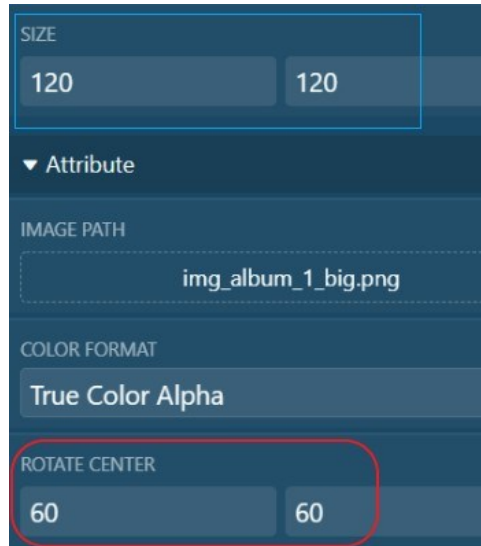 SIZE
120 120
Attribute
IMAGE PATH
img_album_1_big.png
COLOR FORMAT
True Color Alpha
ROTATE CENTER
60 60